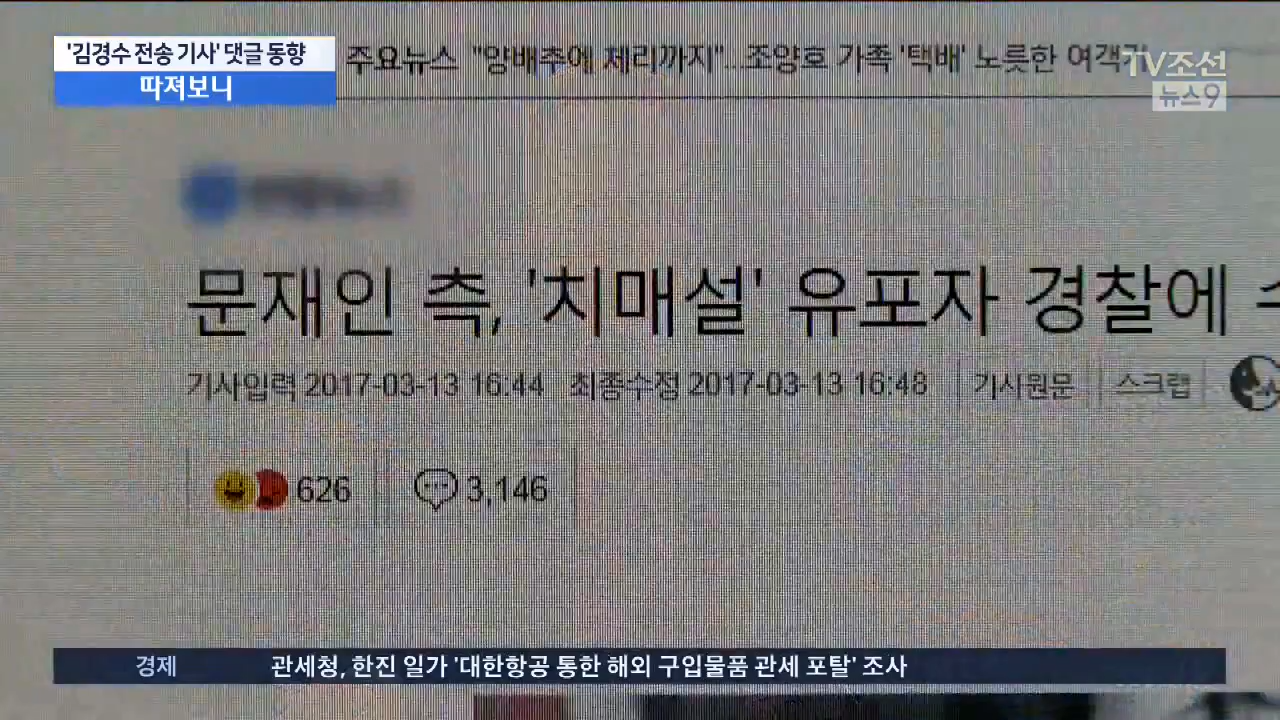 '김경수 전송 기사' 댓글 동향
따져보니
주요뉴스 "양배추에 제리까지"...조양호 가족 '택배' 노릇한
TV조선
뉴스9
문재인 측, '치매설' 유포자 경찰에
기사입력 2017-03-13 16:44 최종수정 2017-03-13 16:48 기사원문 스크랩
626 3,146
경제 관세청, 한진 일가 '대한항공 통한 해외 구입물품 관세 포탈' 조사